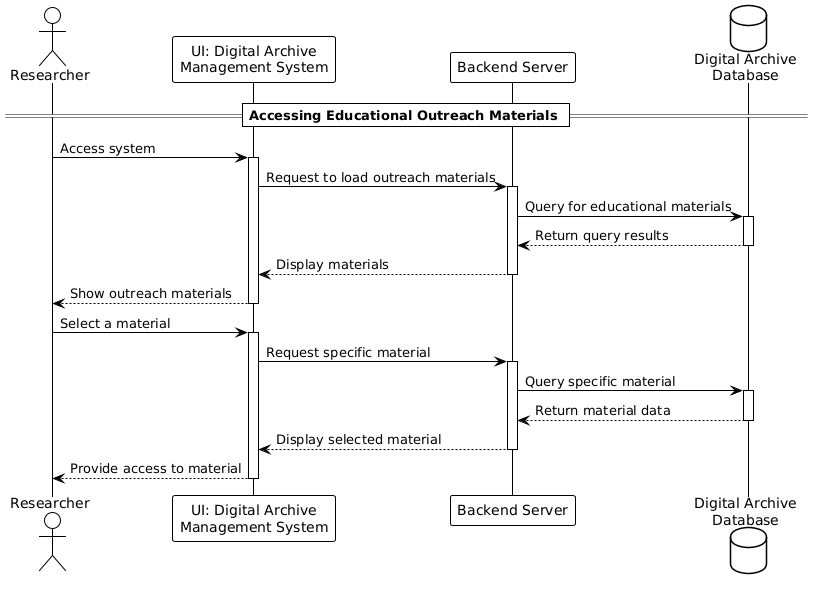 Researcher
UI: Digital Archive
Management System
Backend Server
Digital Archive
Database
Accessing Educational Outreach Materials
Access system
Request to load outreach materials
Query for educational materials
Return query results
Display materials
Show outreach materials
Select a material
Request specific material
Query specific material
Return material data
Display selected material
Provide access to material
Researcher
UI: Digital Archive
Management System
Backend Server
Digital Archive
Database